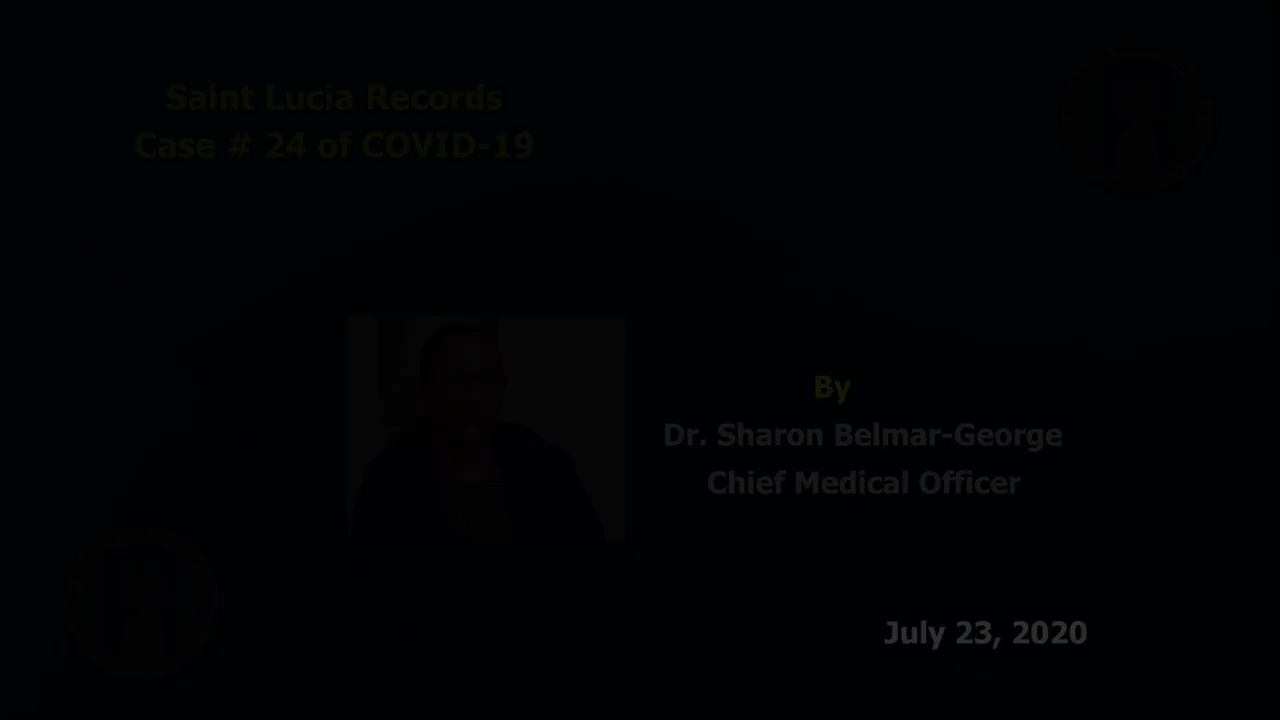 Saint Lucia Records
Case # 24 of COVID-19
By
Dr. Sharon Belmar-George
Chief Medical Officer
July 23, 2020